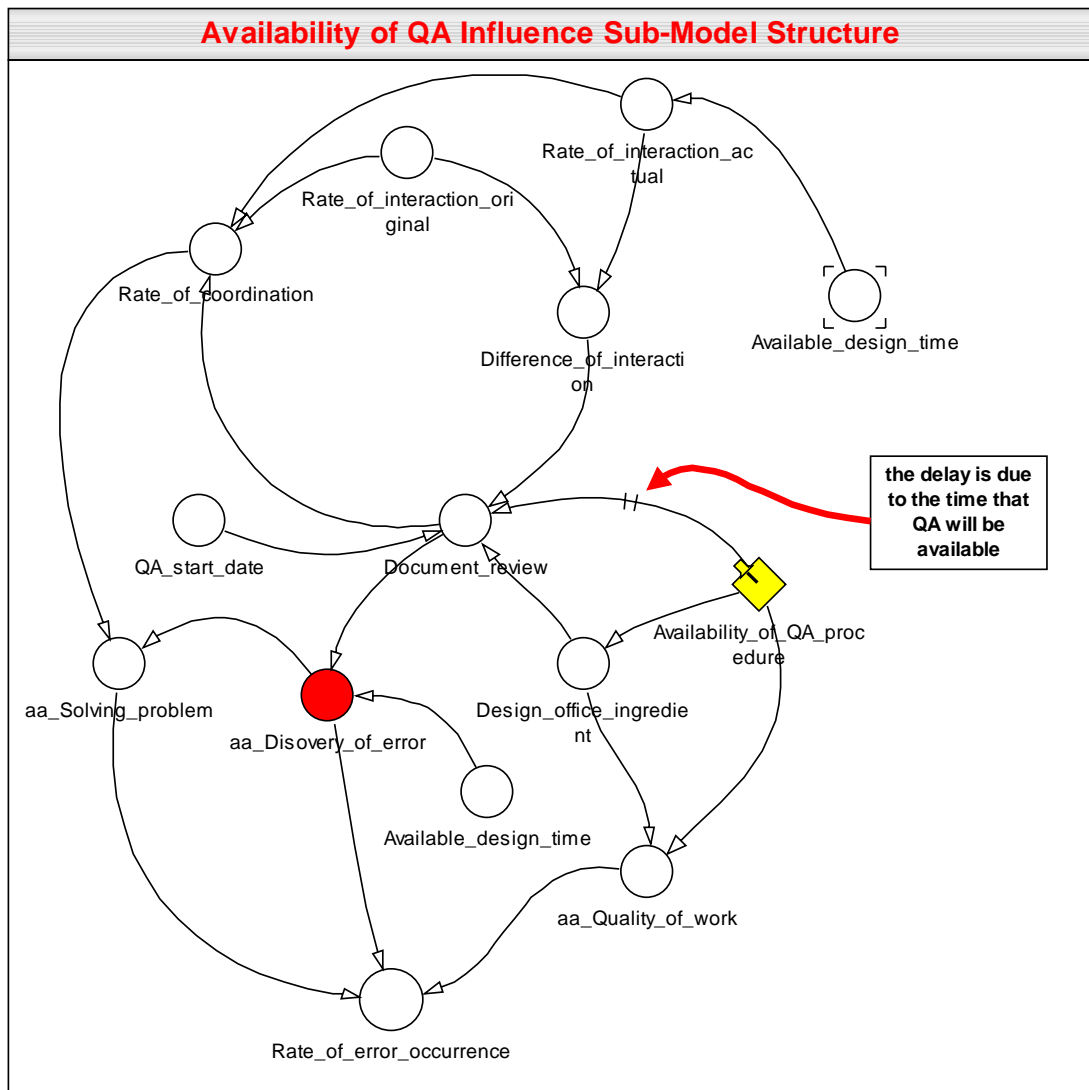 Availability of QA Influence Sub-Model Structure
Rate_of_interaction_ac
tual
Rate_of_interaction_ori
ginal
Rate_of_coordination
Available_design_time
Difference_of_interacti
on
the delay is due
to the time that
QA will be
available
QA_start_date
Document_review
Availability_of_QA_proc
edure
aa_Solving_problem
Design_office_ingredie
nt
aa_Disovery_of_error
Available_design_time
aa_Quality_of_work
Rate_of_error_occurrence